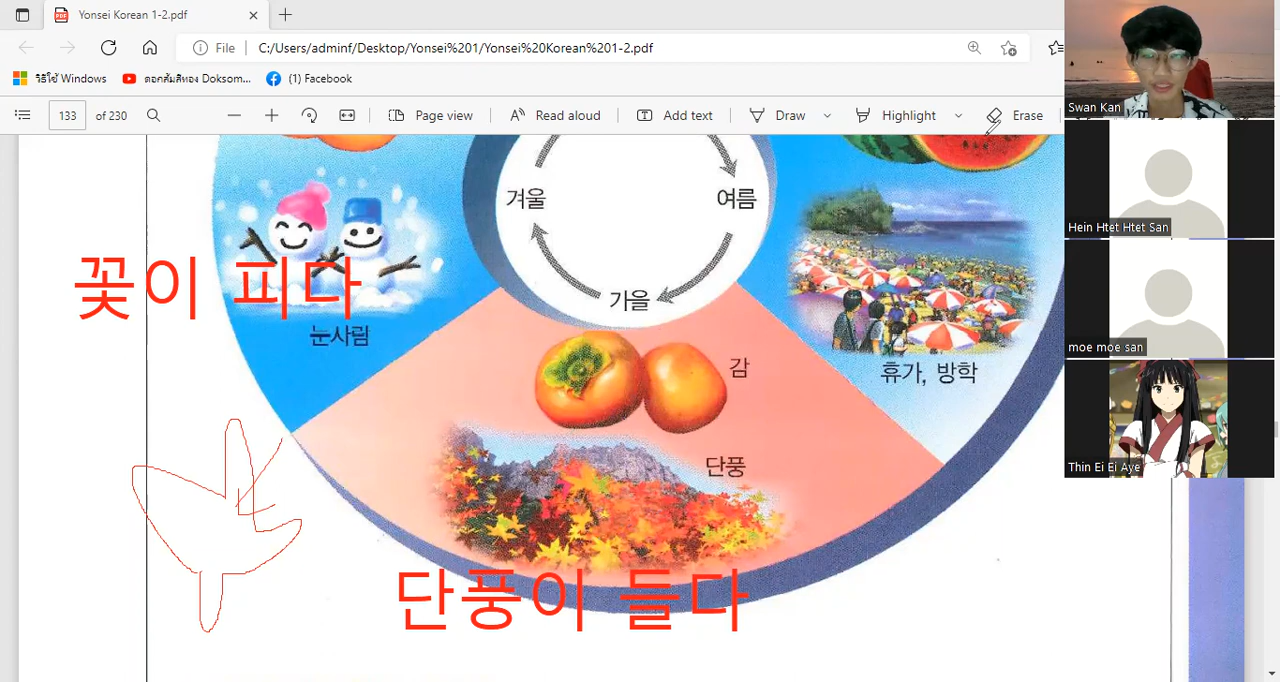 Yonsei Korean 1-2.pdf
File C:/Users/adminf/Desktop/Yonsei%201/Yonsei%20Korean%201-2.pdf
วิธีใช้ Windows ดอกส้มสีทอง Doksom... (1) Facebook
133 of 230 Page view Read aloud Add text Draw Highlight Erase
Swan Kan
겨울 여름
Hein Htet Htet San
꽃이 피다
가을
눈사람
moe moe san
감
휴가, 방학
단풍
Thin Ei Ei Aye
단풍이 들다